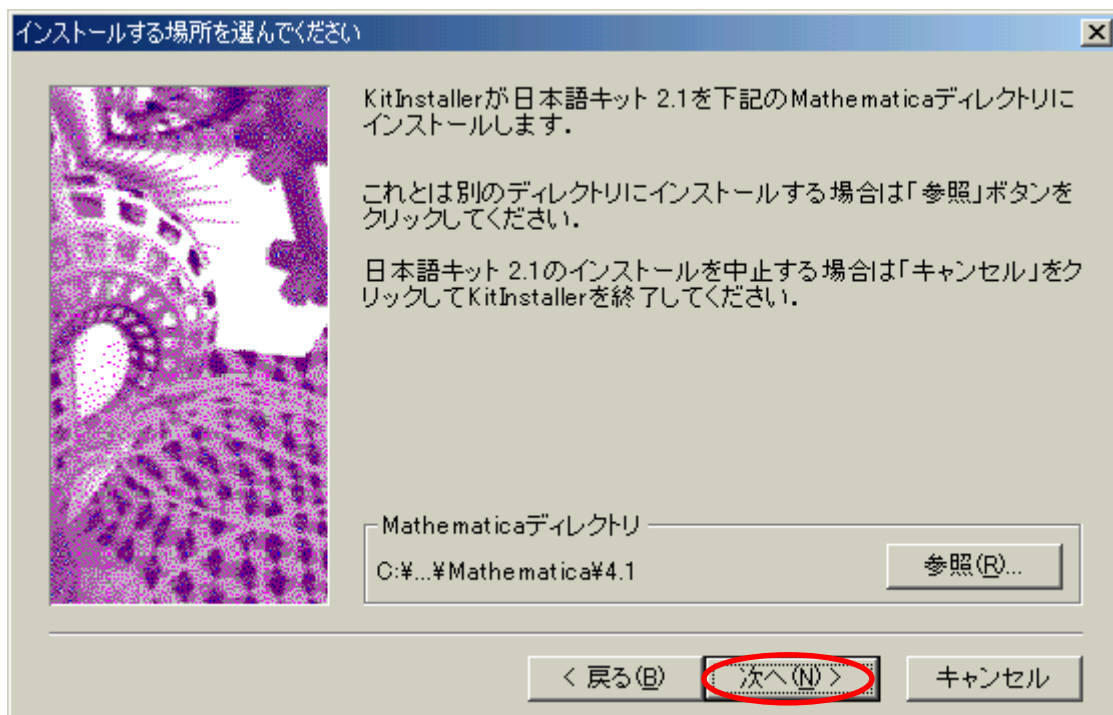 インストールする場所を選んでください
KitInstallerが日本語キット 2.1を下記のMathematicaディレクトリに
インストールします．
これとは別のディレクトリにインストールする場合は「参照」ボタンを
クリックしてください．
日本語キット 2.1のインストールを中止する場合は「キャンセル」をク
リックしてKitInstallerを終了してください．
Mathematicaディレクトリ
C:¥...¥Mathematica¥4.1
参照(R)...
< 戻る(B)
次へ(N) >
キャンセル